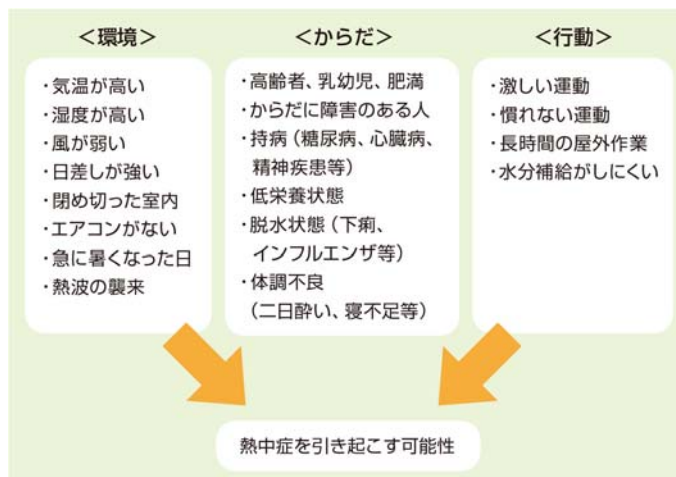 ＜環境＞
・気温が高い
・湿度が高い
・風が弱い
・日差しが強い
・閉め切った室内
・エアコンがない
・急に暑くなった日
・熱波の襲来
＜からだ＞
・高齢者、乳幼児、肥満
・からだに障害のある人
・持病（糖尿病、心臓病、
精神疾患等）
・低栄養状態
・脱水状態（下痢、
インフルエンザ等）
・体調不良
（二日酔い、寝不足等）
＜行動＞
・激しい運動
・慣れない運動
・長時間の屋外作業
・水分補給がしにくい
熱中症を引き起こす可能性